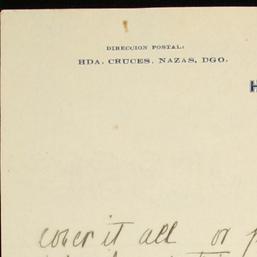 DIRECCION POSTAL:
HDA. CRUCES, NAZAS, DGO.
H
cover it all or